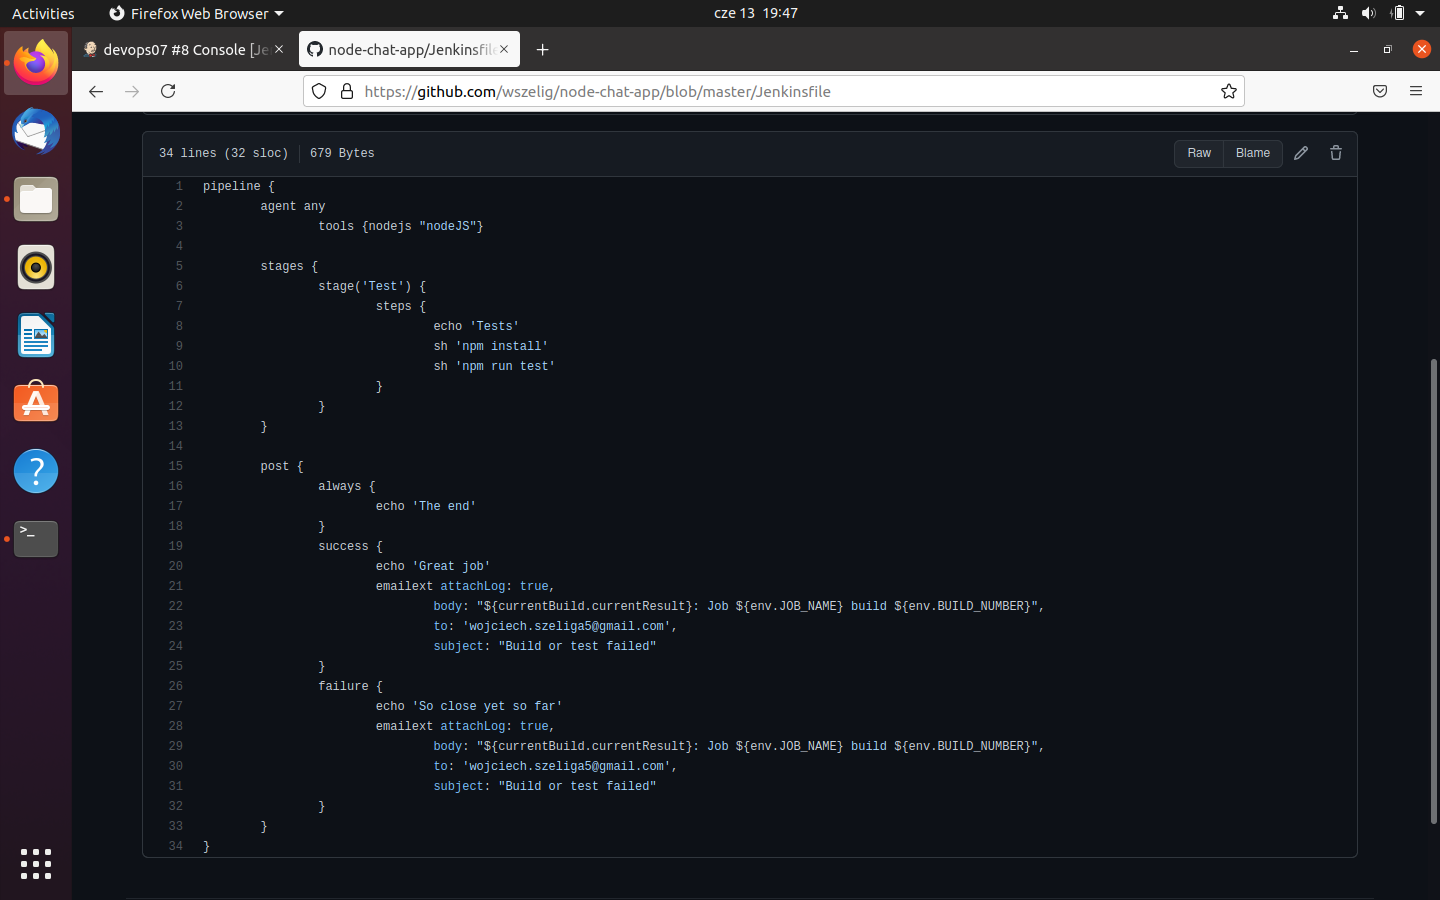 Activities
Firefox Web Browser
cze 13 19:47
devops07 #8 Console [Je
node-chat-app/Jenkinsfile
https://github.com/wszelig/node-chat-app/blob/master/Jenkinsfile
34 lines (32 sloc) 679 Bytes
Raw
Blame
1 pipeline {
2 agent any
3 tools {nodejs "nodeJS"}
4
5 stages {
6 stage('Test') {
7 steps {
8 echo 'Tests'
9 sh 'npm install'
10 sh 'npm run test'
11 }
12 }
13 }
14
15 post {
16 always {
17 echo 'The end'
18 }
19 success {
20 echo 'Great job'
21 emailext attachLog: true,
22 body: "${currentBuild.currentResult}: Job ${env.JOB_NAME} build ${env.BUILD_NUMBER}",
23 to: 'wojciech.szeliga5@gmail.com',
24 subject: "Build or test failed"
25 }
26 failure {
27 echo 'So close yet so far'
28 emailext attachLog: true,
29 body: "${currentBuild.currentResult}: Job ${env.JOB_NAME} build ${env.BUILD_NUMBER}",
30 to: 'wojciech.szeliga5@gmail.com',
31 subject: "Build or test failed"
32 }
33 }
34 }